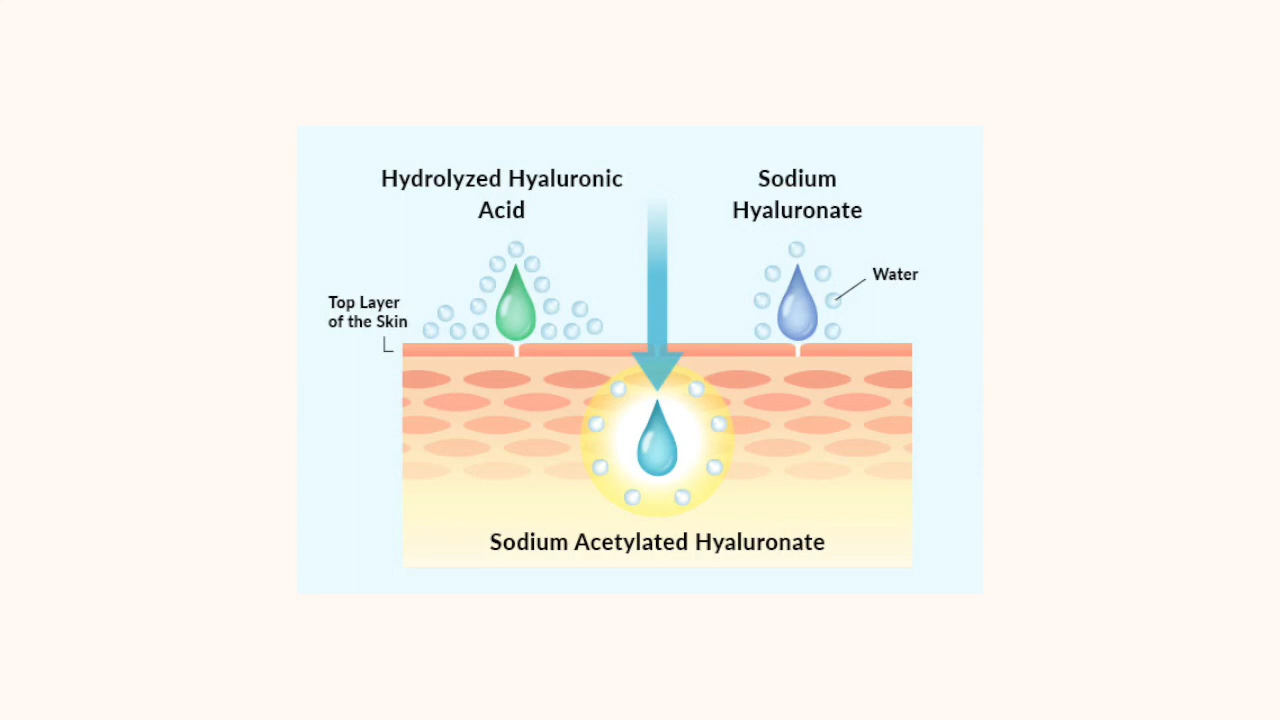 Hydrolyzed Hyaluronic
Acid
Sodium
Hyaluronate
Water
Top Layer
of the Skin
Sodium Acetylated Hyaluronate